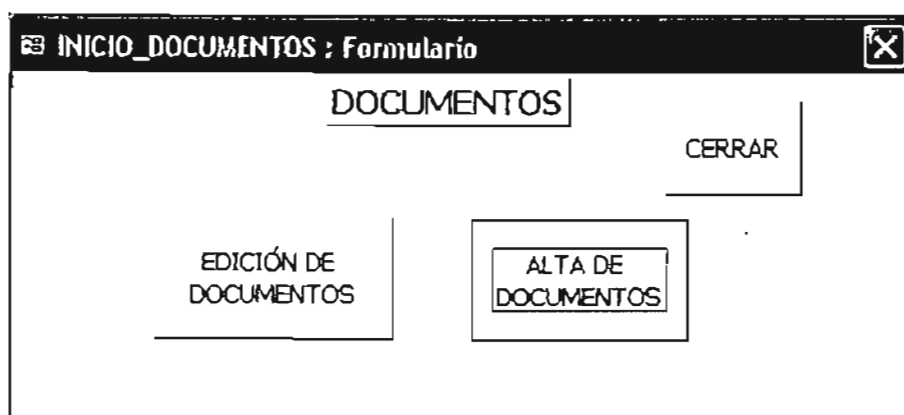 INICIO_DOCUMENTOS : Formulario
DOCUMENTOS
CERRAR
EDICIÓN DE
DOCUMENTOS
ALTA DE
DOCUMENTOS